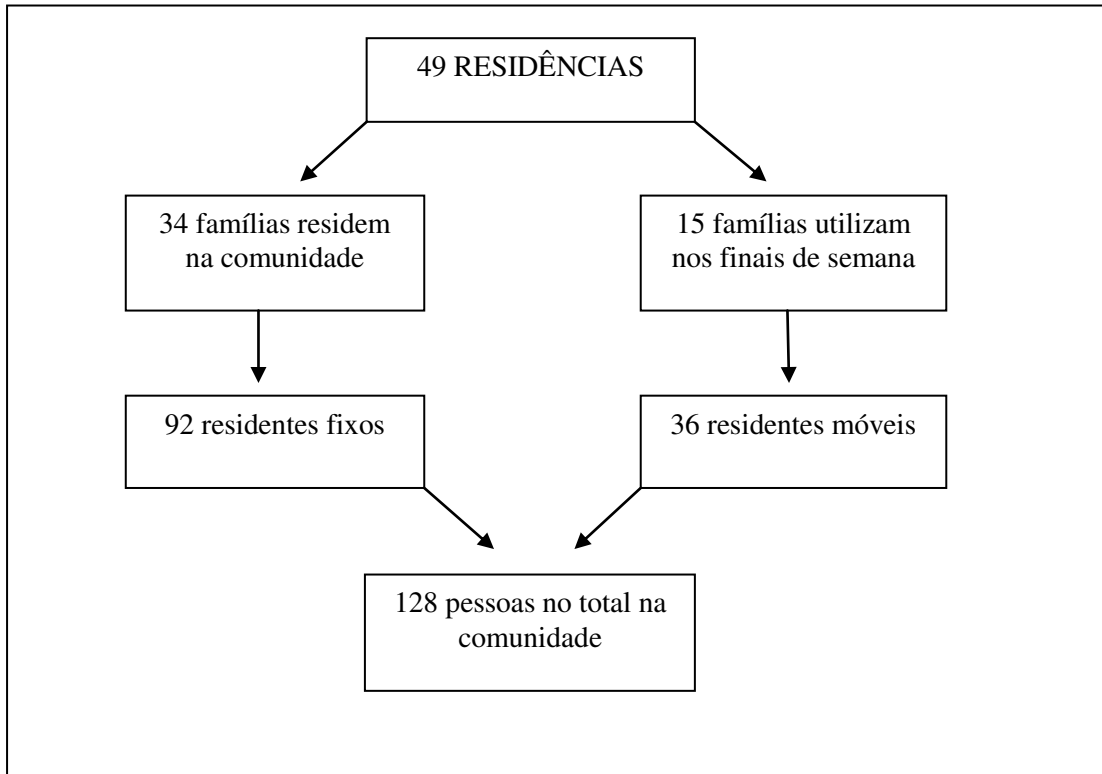 49 RESIDÊNCIAS
34 famílias residem
na comunidade
15 famílias utilizam
nos finais de semana
92 residentes fixos
36 residentes móveis
128 pessoas no total na
comunidade